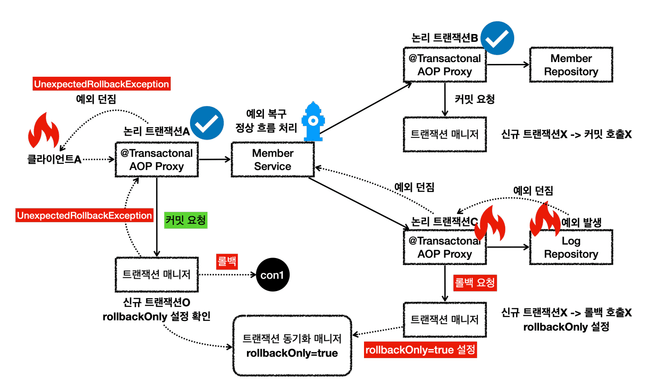 논리 트랜잭션B
@Transactonal
AOP Proxy
Member
Repository
커밋 요청
트랜잭션 매니저
신규 트랜잭션X -> 커밋 호출X
UnexpectedRollbackException
예외 던짐
논리 트랜잭션A
클라이언트A
@Transactonal
AOP Proxy
예외 복구
정상 흐름 처리
Member
Service
UnexpectedRollbackException
커밋 요청
트랜잭션 매니저
롤백
con1
신규 트랜잭션O
rollbackOnly 설정 확인
예외 던짐
예외 던짐
논리 트랜잭션C
예외 발생
@Transactonal
AOP Proxy
Log
Repository
롤백 요청
트랜잭션 매니저
신규 트랜잭션X -> 롤백 호출X
rollbackOnly 설정
트랜잭션 동기화 매니저
rollbackOnly=true
rollbackOnly=true 설정